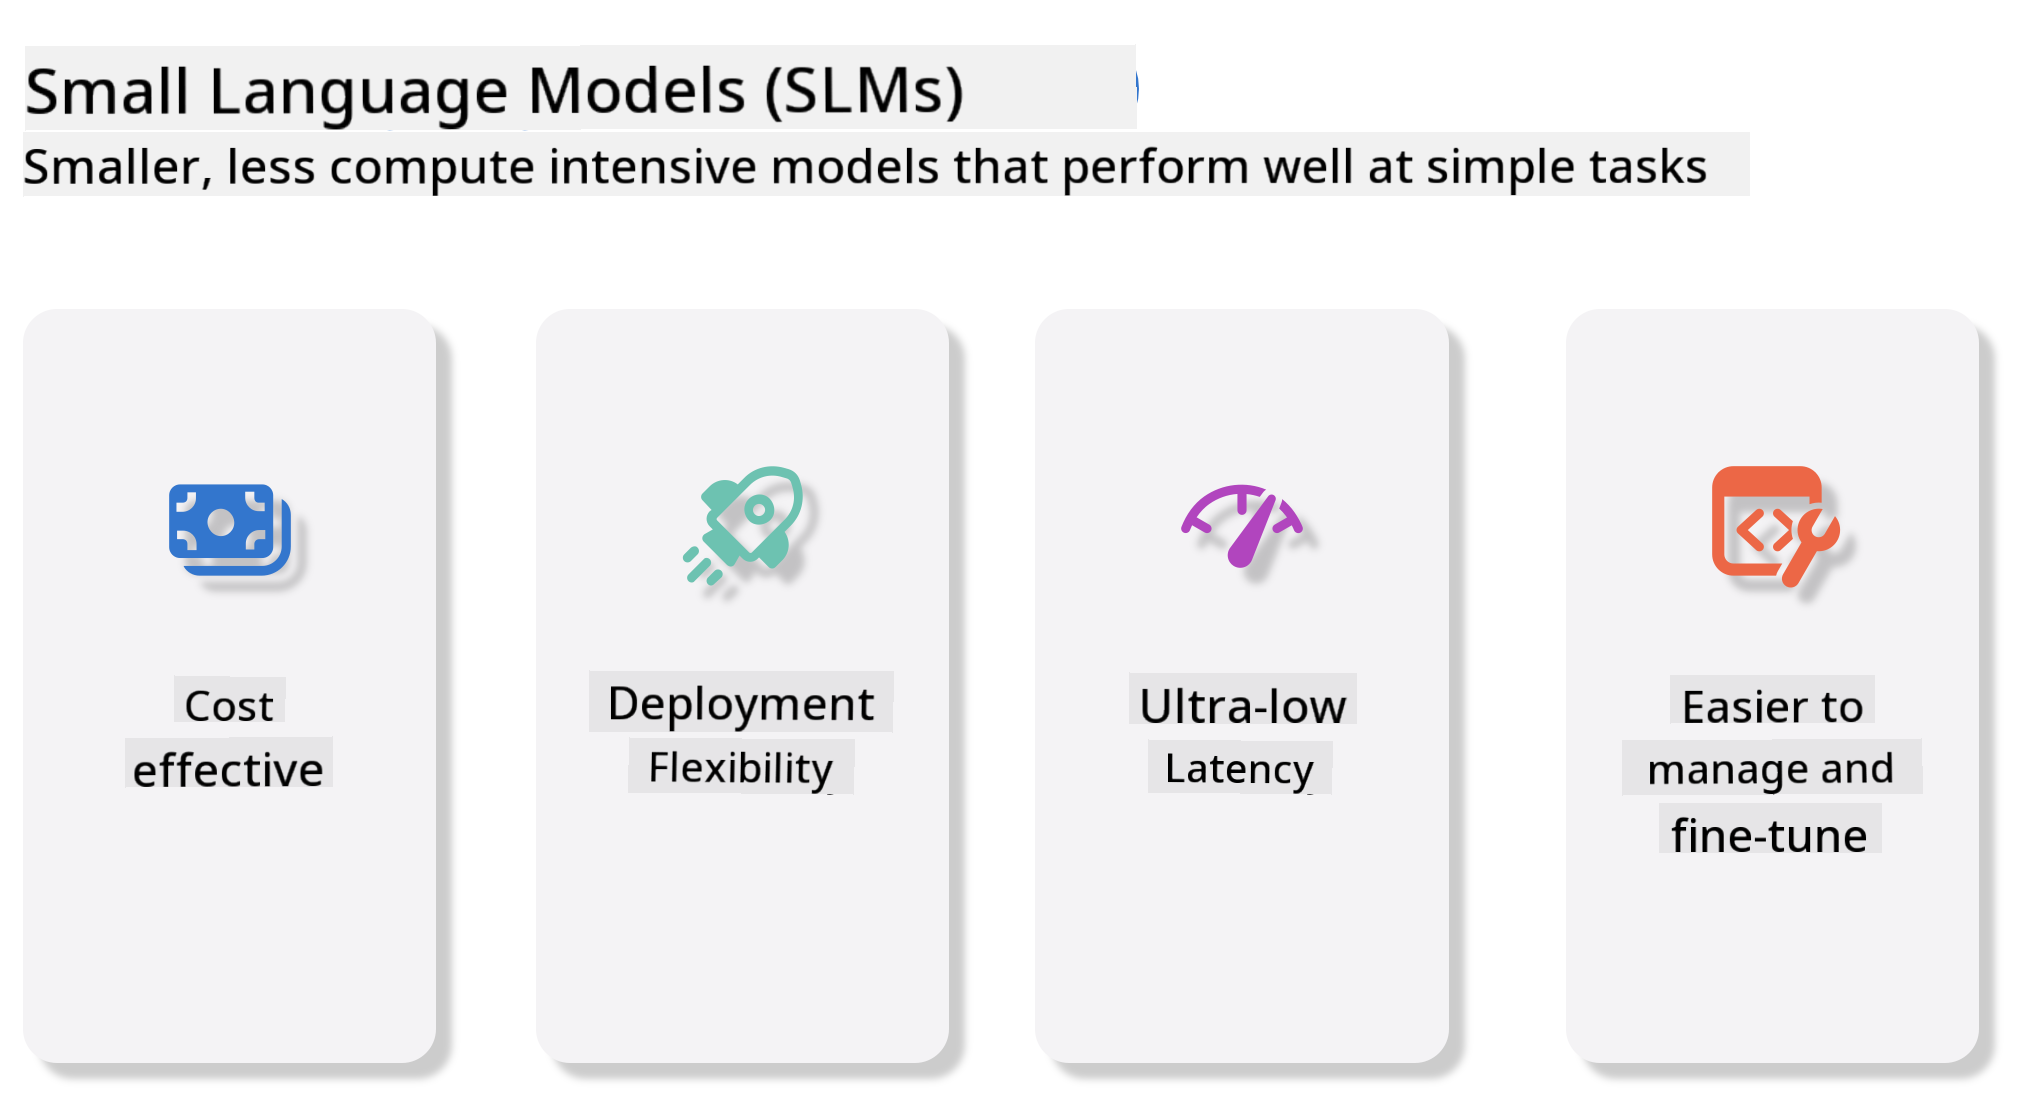 Small Language Models (SLMs)
Smaller, less compute intensive models that perform well at simple tasks
Cost
effective
Deployment
Flexibility
Ultra-low
Latency
Easier to
manage and
fine-tune